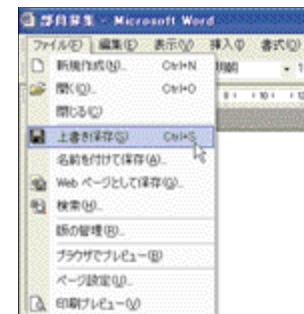 部員募集 - Microsoft Word
ファイル(F) 編集(E) 表示(V) 挿入(I) 書式(O)
新規作成(N)... Ctrl+N
開く(O)... Ctrl+O
閉じる(C)
上書き保存(S) Ctrl+S
名前を付けて保存(A)...
Web ページとして保存(G)...
検索(H)...
版の管理(R)...
ブラウザでプレビュー(B)
ページ設定(U)...
印刷プレビュー(V)